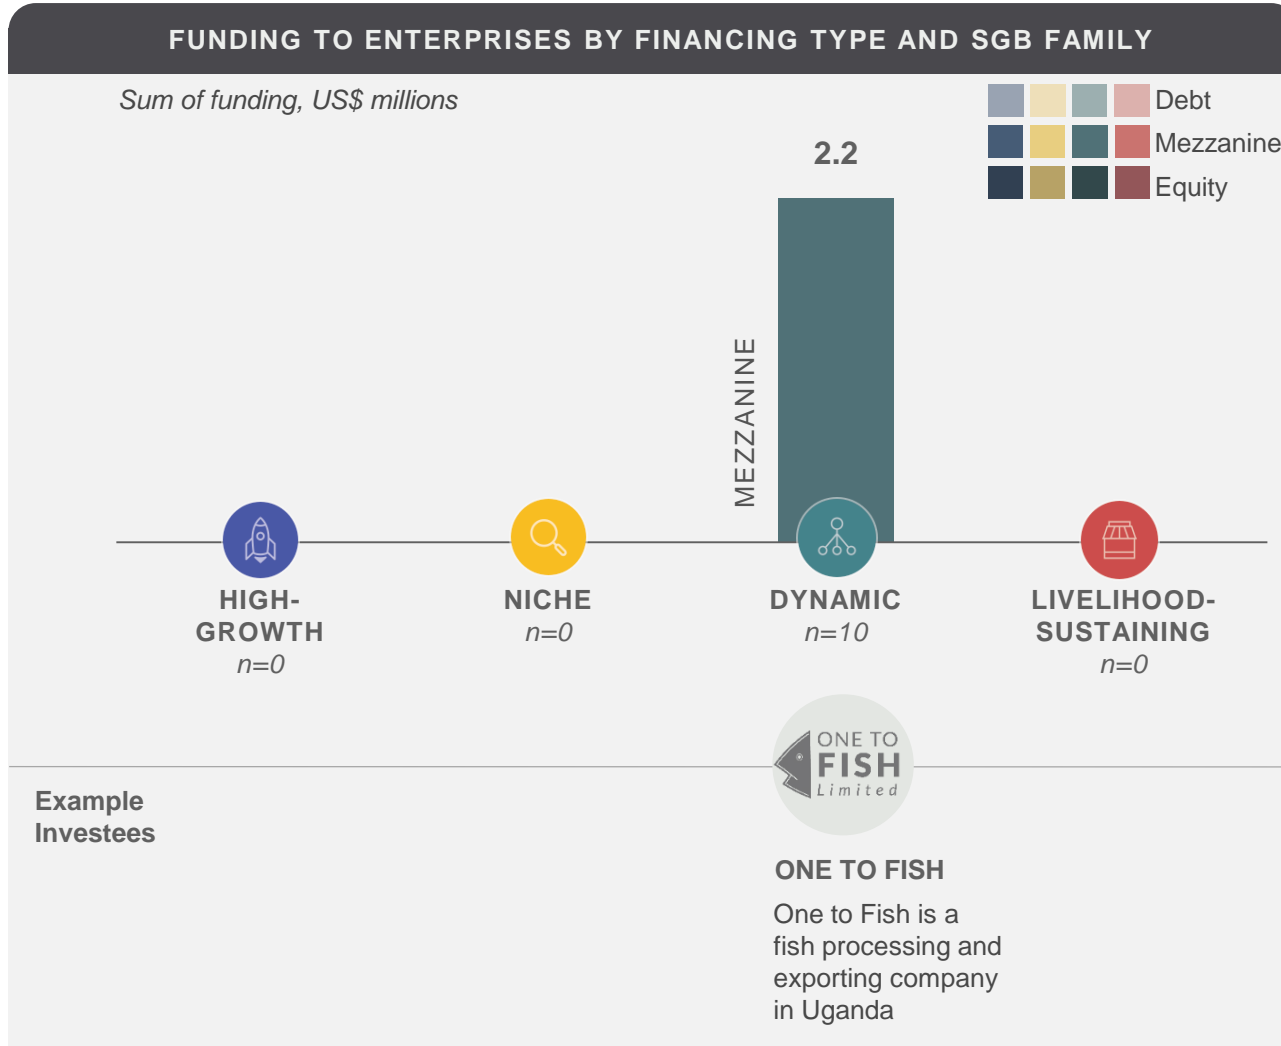 FUNDING TO ENTERPRISES BY FINANCING TYPE AND SGB FAMILY
Sum of funding, US$ millions
Debt
Mezzanine
Equity
2.2
MEZZANINE
HIGH-
GROWTH
n=0
NICHE
n=0
DYNAMIC
n=10
LIVELIHOOD-
SUSTAINING
n=0
ONE TO
FISH
Limited
Example
Investees
ONE TO FISH
One to Fish is a
fish processing and
exporting company
in Uganda